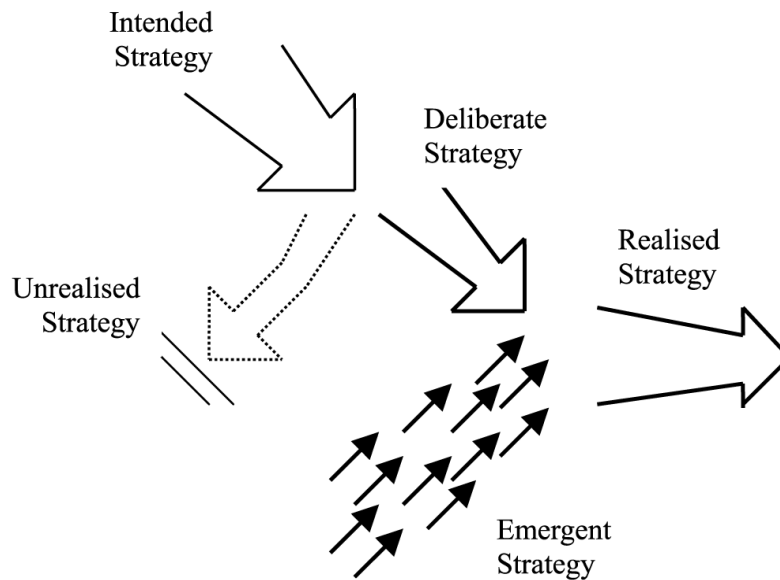 Intended
Strategy
Deliberate
Strategy
Realised
Strategy
Unrealised
Strategy
Emergent
Strategy